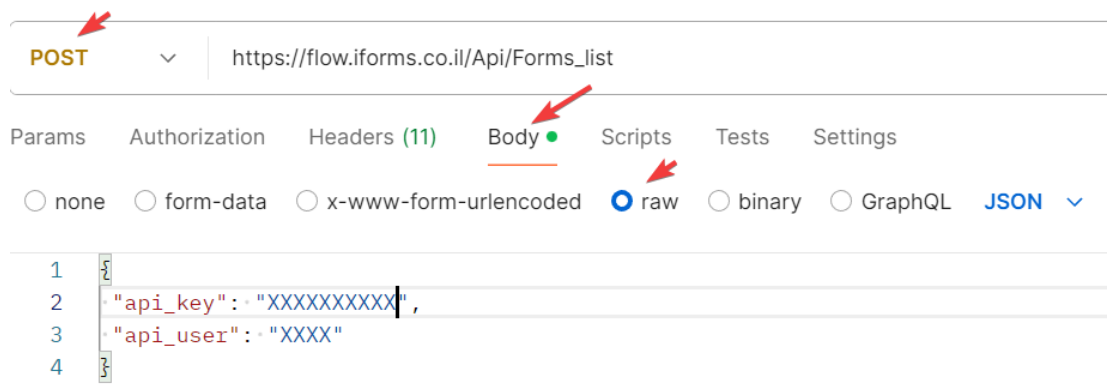 POST https://flow.iforms.co.il/Api/Forms_list
Params Authorization Headers (11) Body Scripts Tests Settings
none form-data x-www-form-urlencoded raw binary GraphQL JSON
1 {
2 "api_key": "XXXXXXXXXX",
3 "api_user": "XXXX"
4 }